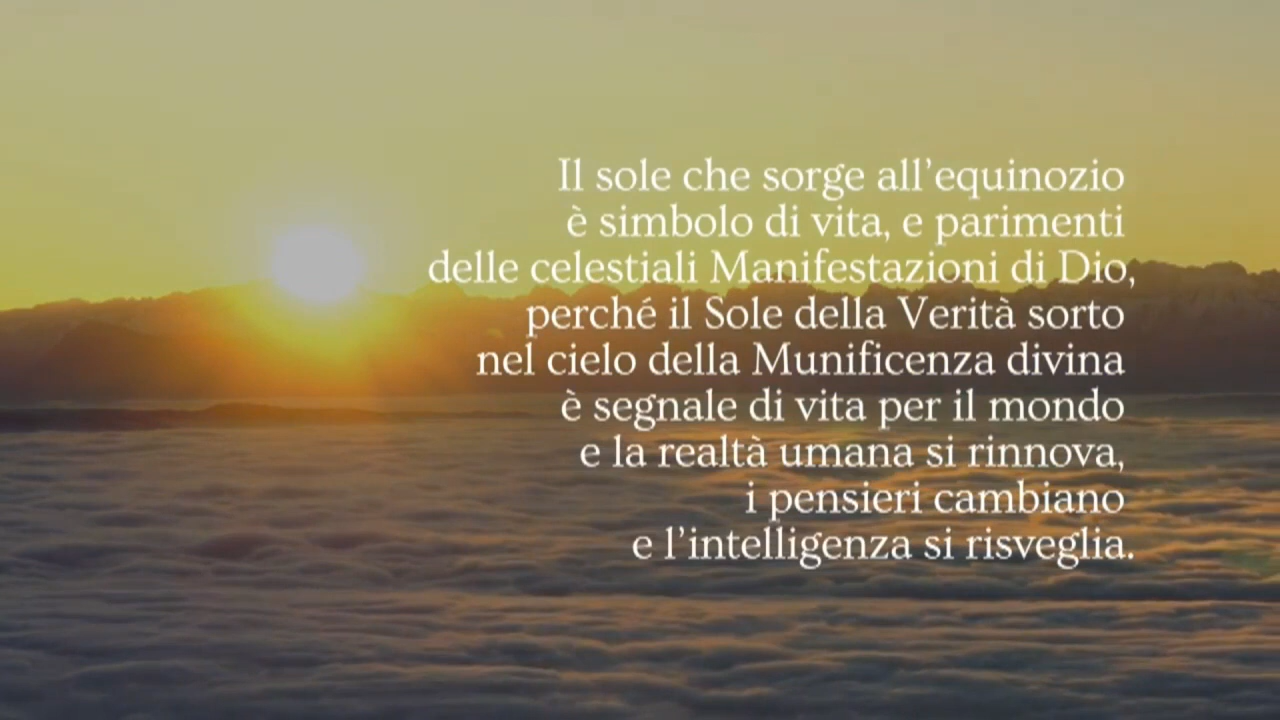 Il sole che sorge all’equinozio
è simbolo di vita, e parimenti
delle celestiali Manifestazioni di Dio,
perché il Sole della Verità sorto
nel cielo della Munificenza divina
è segnale di vita per il mondo
e la realtà umana si rinnova,
i pensieri cambiano
e l’intelligenza si risveglia.